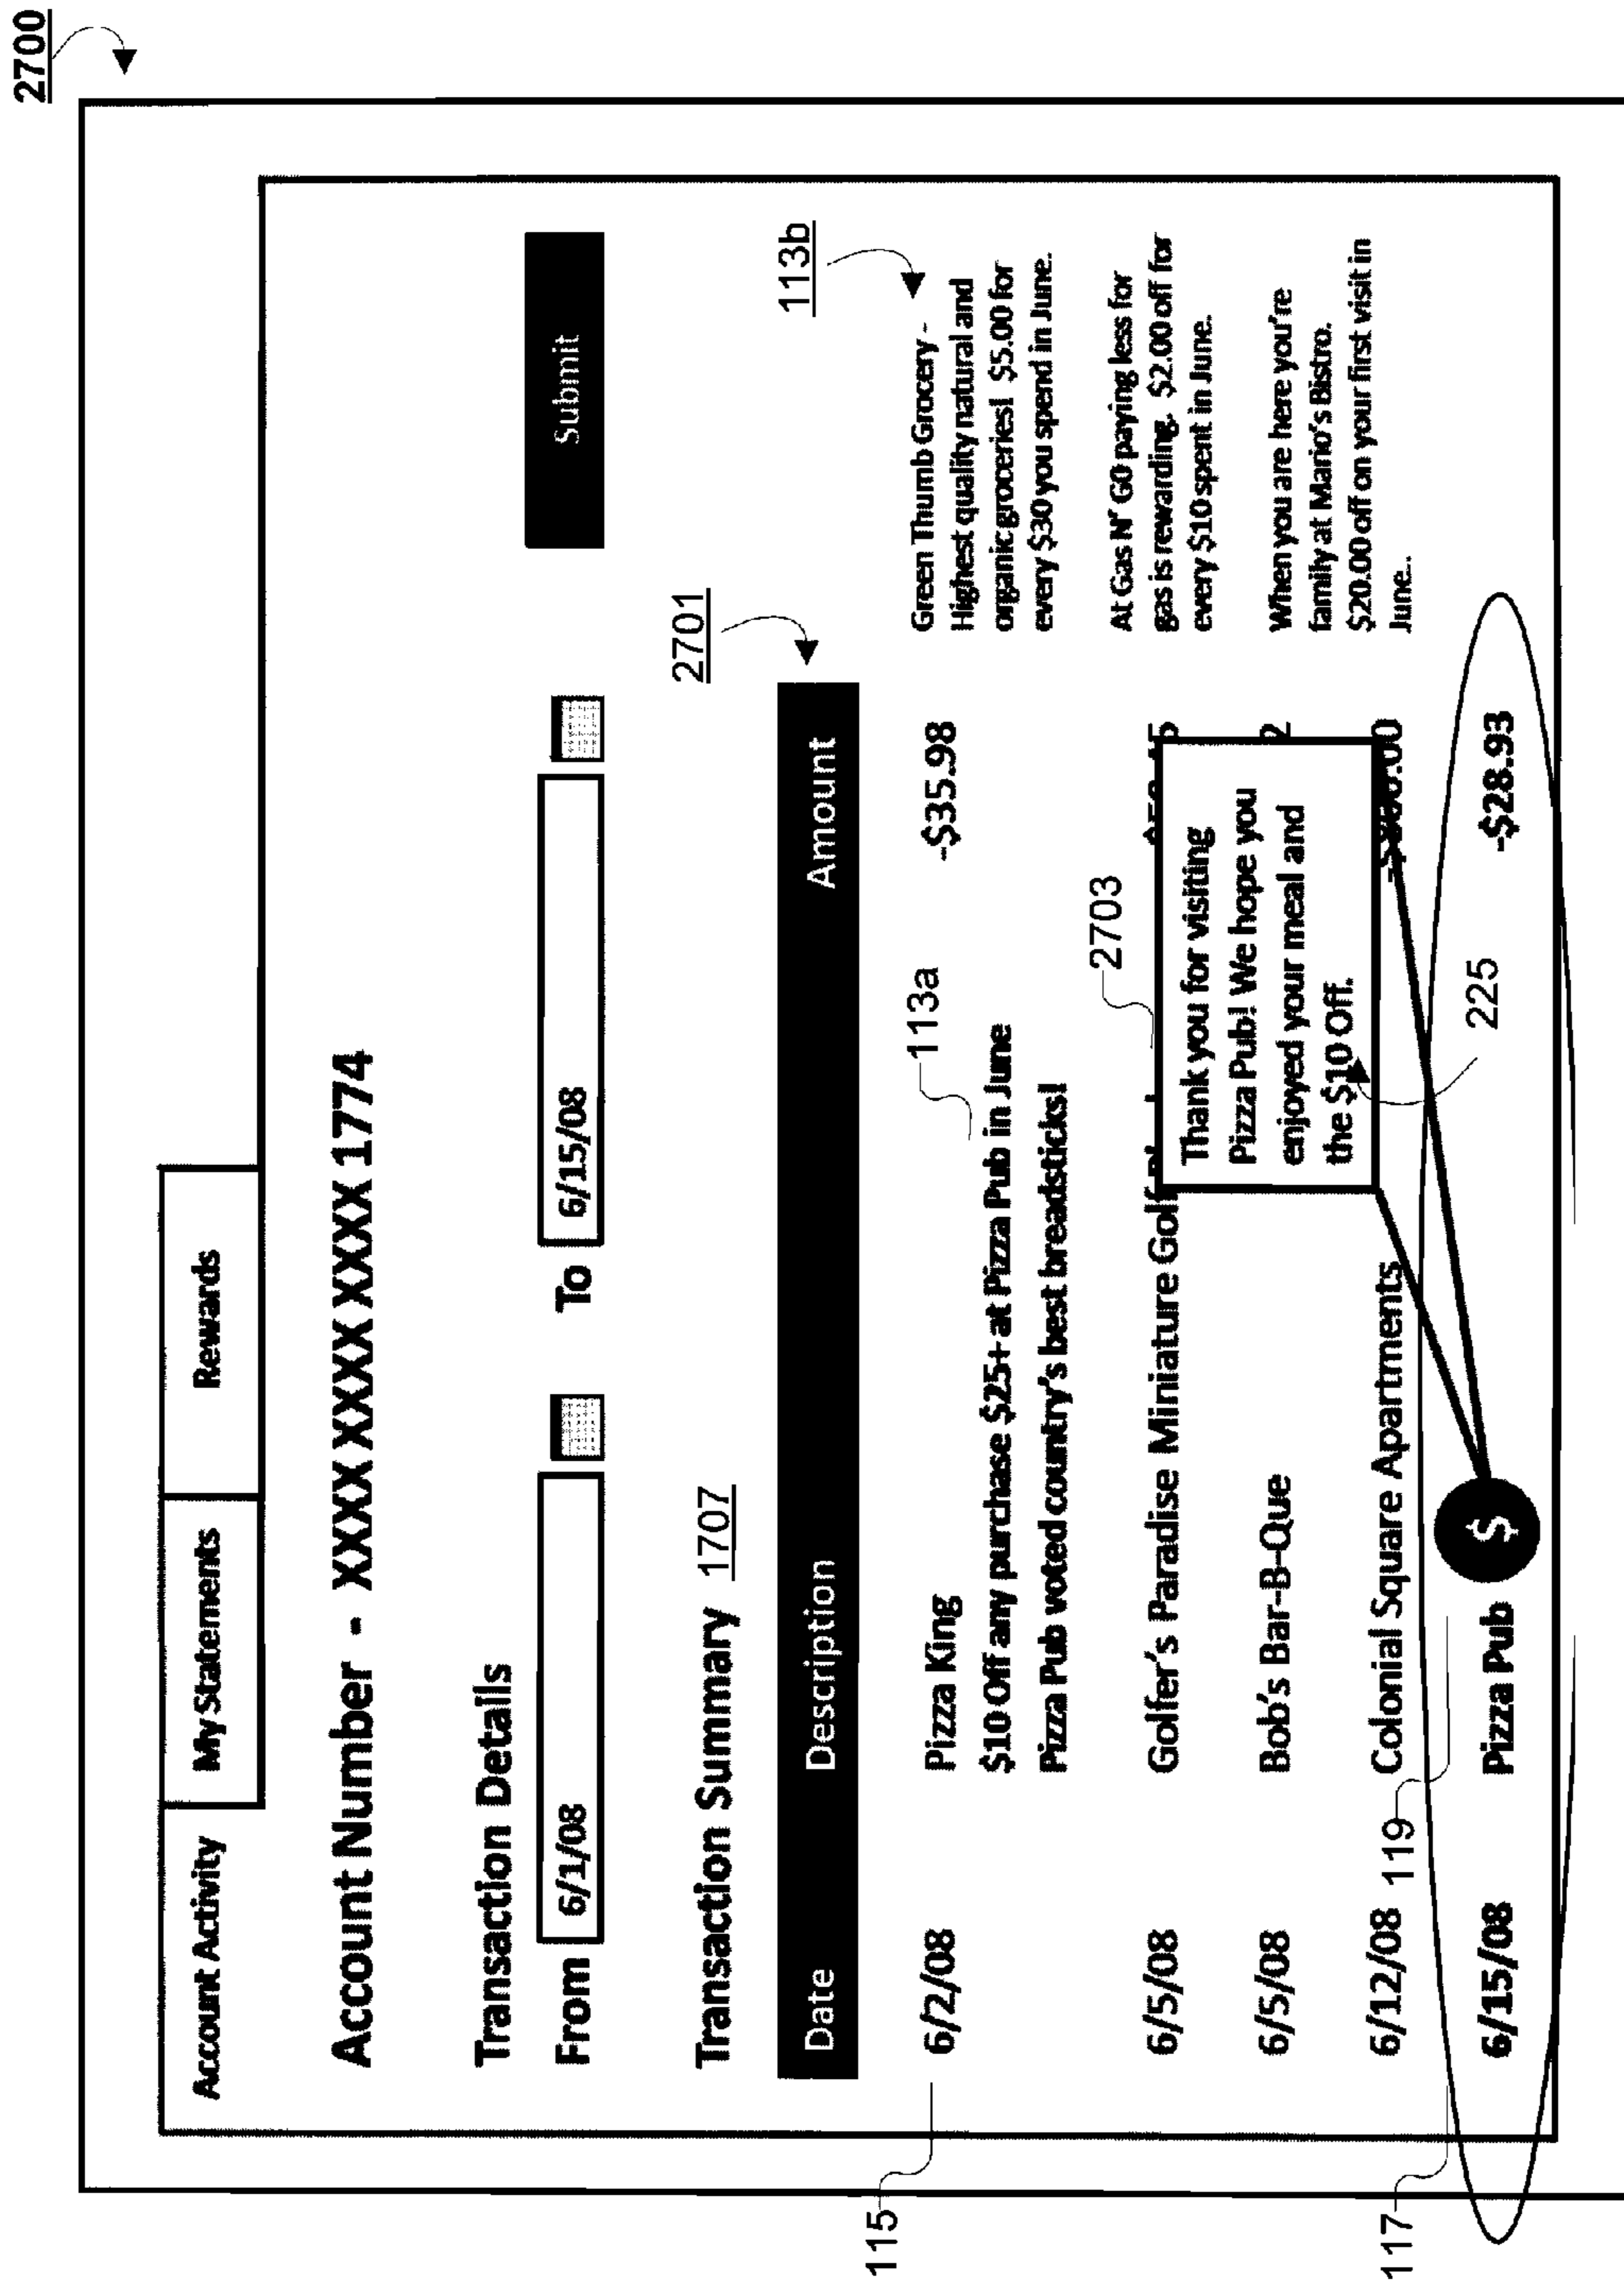 2700
Account Activity
My Statements
Rewards
Account Number - XXXX XXXX XXXX 1774
Transaction Details
From 6/1/08 To 6/15/08 Submit
Transaction Summary 1707
2701
Date Description Amount
113b
115
6/2/08 Pizza King -$35.98
113a
$10 Off any purchase $25+ at Pizza Pub in June
Pizza Pub voted country's best breadsticks!
Green Thumb Grocery -
Highest quality natural and
organic groceries! $5.00 for
every $30 you spend in June.
2703
6/5/08 Golfer's Paradise Miniature Golf
At Gas N' GO paying less for
gas is rewarding. $2.00 off for
every $10 spent in June.
6/5/08 Bob's Bar-B-Que
Thank you for visiting
Pizza Pub! We hope you
enjoyed your meal and
the $10 Off.
When you are here you're
family at Mario's Bistro.
$20.00 off on your first visit in
June..
6/12/08 Colonial Square Apartments
119
225
117
6/15/08 Pizza Pub $ -$28.93